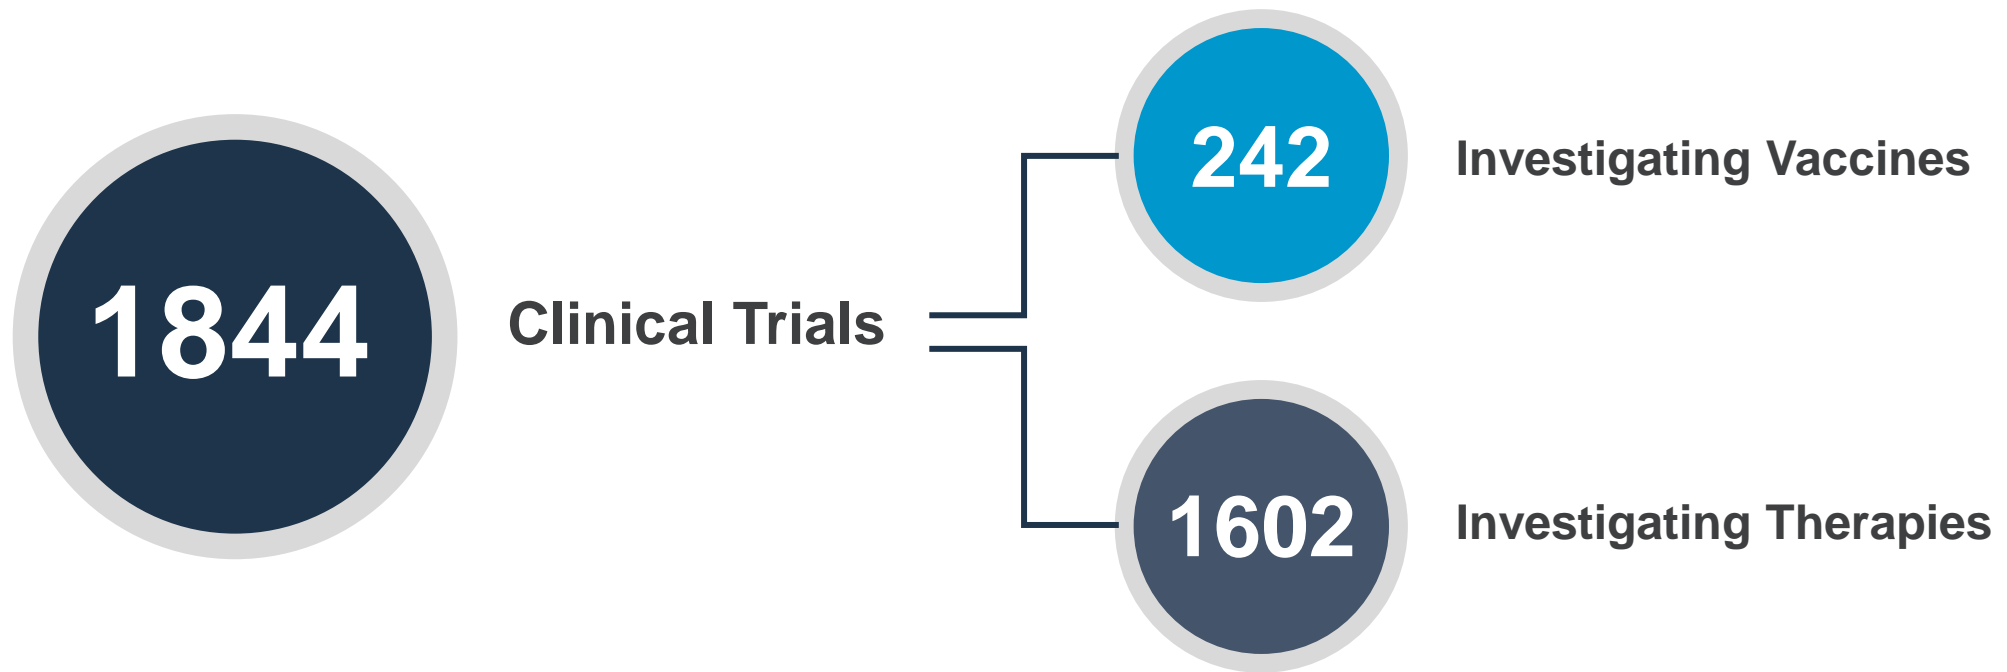 1844
Clinical Trials
242
Investigating Vaccines
1602
Investigating Therapies